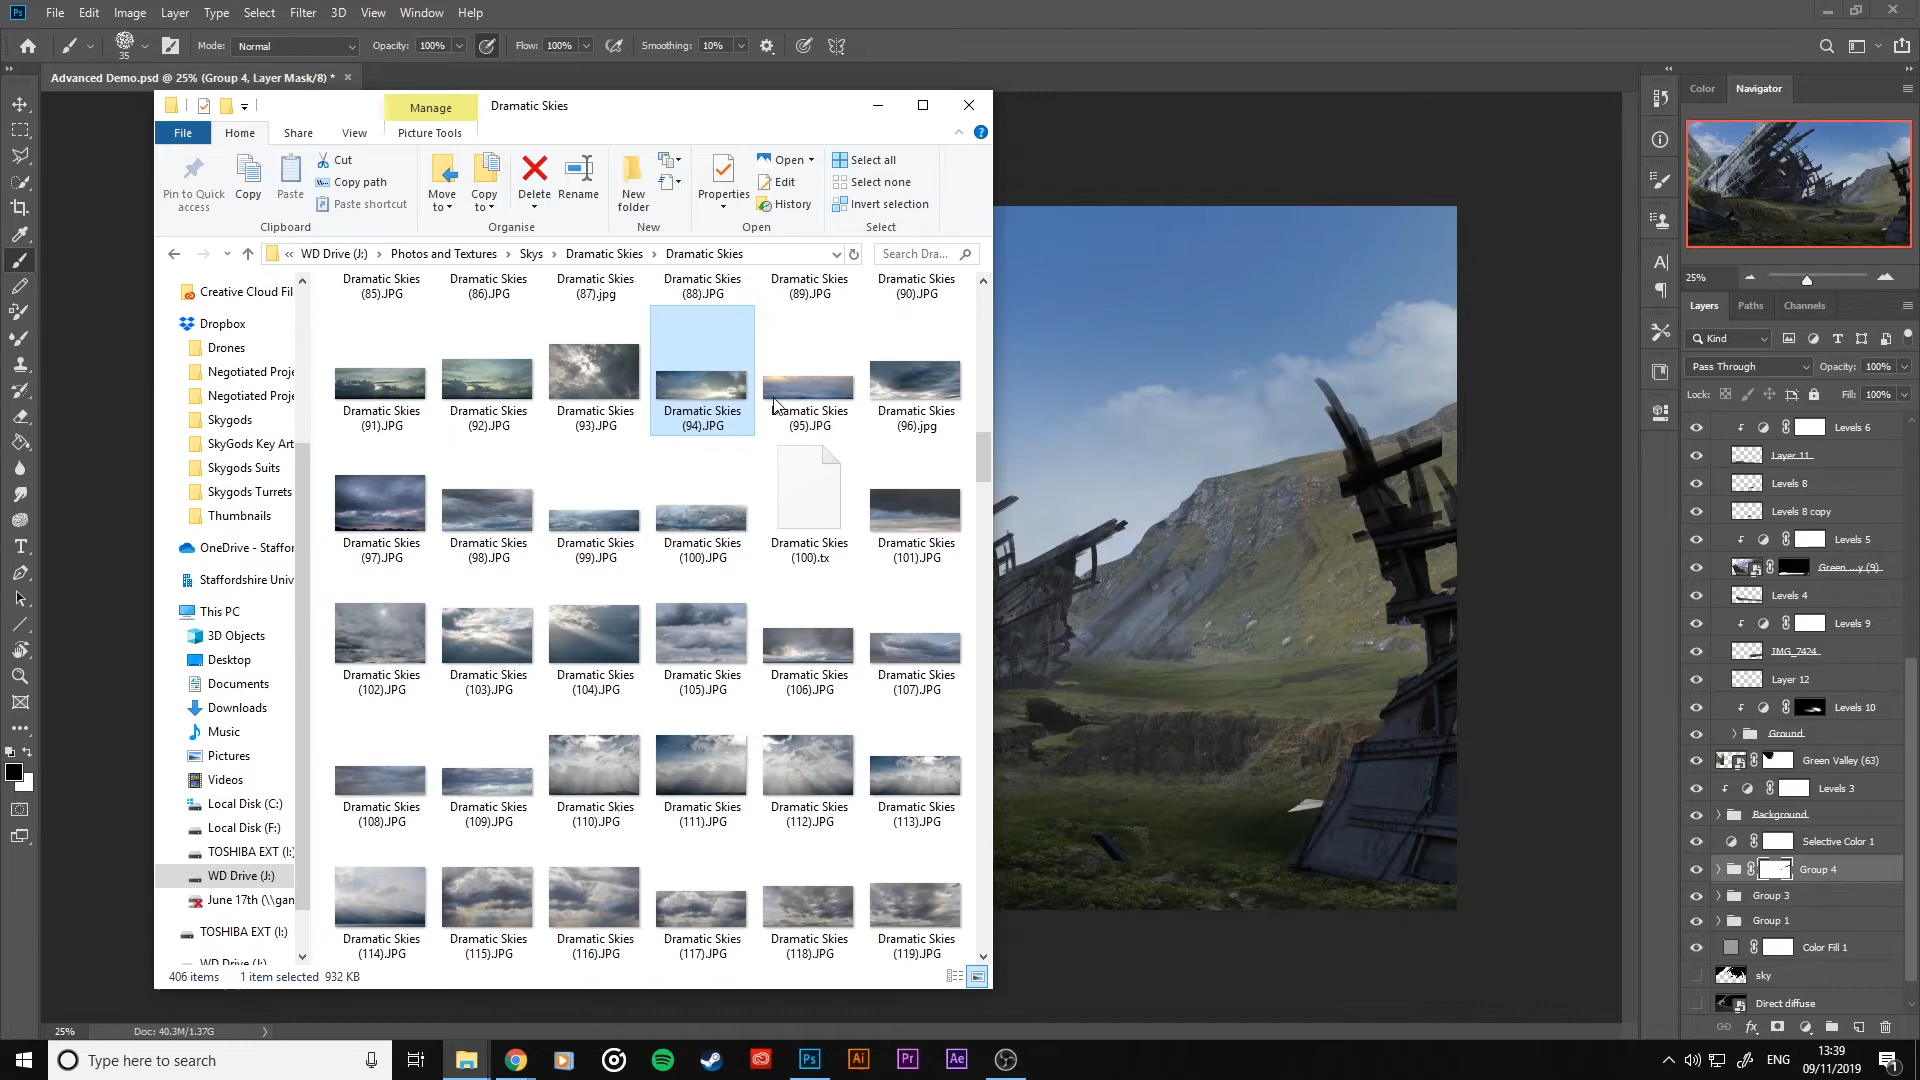 Ps File Edit Image Layer Type Select Filter 3D View Window Help
35 Mode: Normal Opacity: 100% Flow: 100% Smoothing: 10%
Advanced Demo.psd @ 25% (Group 4, Layer Mask/8) *
Manage Dramatic Skies
File Home Share View Picture Tools
Pin to Quick access
Copy
Paste
Cut
Copy path
Paste shortcut
Move to
Copy to
Delete
Rename
New folder
Properties
Open
Edit
History
Select all
Select none
Invert selection
Clipboard Organise New Open Select
« WD Drive (J:) > Photos and Textures > Skys > Dramatic Skies > Dramatic Skies
Search Dra...
Creative Cloud Fil
Dropbox
Drones
Negotiated Proje
Negotiated Proje
Skygods
SkyGods Key Art
Skygods Suits
Skygods Turrets
Thumbnails
OneDrive - Staffor
Staffordshire Univ
This PC
3D Objects
Desktop
Documents
Downloads
Music
Pictures
Videos
Local Disk (C:)
Local Disk (F:)
TOSHIBA EXT (I:)
WD Drive (J:)
June 17th (\\gan
TOSHIBA EXT (I:)
WD Drive (J:)
Dramatic Skies (85).JPG
Dramatic Skies (86).JPG
Dramatic Skies (87).jpg
Dramatic Skies (88).JPG
Dramatic Skies (89).JPG
Dramatic Skies (90).JPG
Dramatic Skies (91).JPG
Dramatic Skies (92).JPG
Dramatic Skies (93).JPG
Dramatic Skies (94).JPG
Dramatic Skies (95).JPG
Dramatic Skies (96).jpg
Dramatic Skies (97).JPG
Dramatic Skies (98).JPG
Dramatic Skies (99).JPG
Dramatic Skies (100).JPG
Dramatic Skies (100).tx
Dramatic Skies (101).JPG
Dramatic Skies (102).JPG
Dramatic Skies (103).JPG
Dramatic Skies (104).JPG
Dramatic Skies (105).JPG
Dramatic Skies (106).JPG
Dramatic Skies (107).JPG
Dramatic Skies (108).JPG
Dramatic Skies (109).JPG
Dramatic Skies (110).JPG
Dramatic Skies (111).JPG
Dramatic Skies (112).JPG
Dramatic Skies (113).JPG
Dramatic Skies (114).JPG
Dramatic Skies (115).JPG
Dramatic Skies (116).JPG
Dramatic Skies (117).JPG
Dramatic Skies (118).JPG
Dramatic Skies (119).JPG
406 items 1 item selected 932 KB
Color Navigator
25%
Layers Paths Channels
Kind
Pass Through Opacity: 100%
Lock: Fill: 100%
Levels 6
Layer 11
Levels 8
Levels 8 copy
Levels 5
Green ...y (9)
Levels 4
Levels 9
IMG_7424
Layer 12
Levels 10
Ground
Green Valley (63)
Levels 3
Background
Selective Color 1
Group 4
Group 3
Group 1
Color Fill 1
sky
Direct diffuse
25% Doc: 40.3M/1.37G
Type here to search
Ps Ai Pr Ae
ENG
13:39
09/11/2019
1